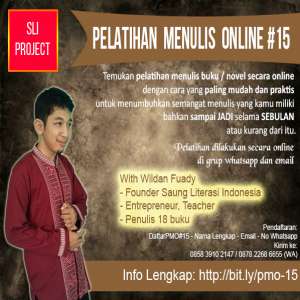 SLI
PROJECT
PELATIHAN MENULIS ONLINE #15
Temukan pelatihan menulis buku / novel secara online
dengan cara yang paling mudah dan praktis
untuk menumbuhkan semangat menulis yang kamu miliki
bahkan sampai JADI selama SEBULAN
atau kurang dari itu.
Pelatihan dilakukan secara online
di grup whatsapp dan email
With Wildan Fuady
- Founder Saung Literasi Indonesia
- Entrepreneur, Teacher
- Penulis 18 buku
Pendaftaran:
DaftarPMO#15 - Nama Lengkap - Email - No Whatsapp
Kirim ke:
0858 3910 2147 / 0878 2268 6655 (WA)
Info Lengkap: http://bit.ly/pmo-15